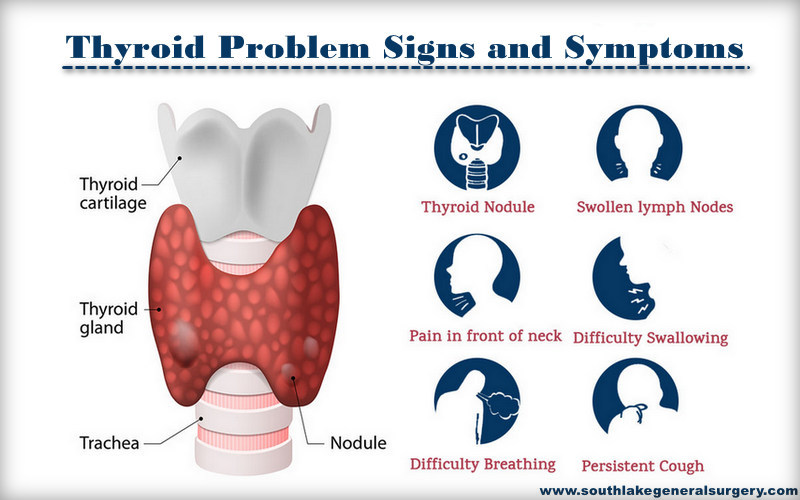 Thyroid Problem Signs and Symptoms
Thyroid
cartilage
Thyroid
gland
Trachea
Nodule
Thyroid Nodule
Swollen lymph Nodes
Pain in front of neck
Difficulty Swallowing
Difficulty Breathing
Persistent Cough
www.southlakegeneralsurgery.com